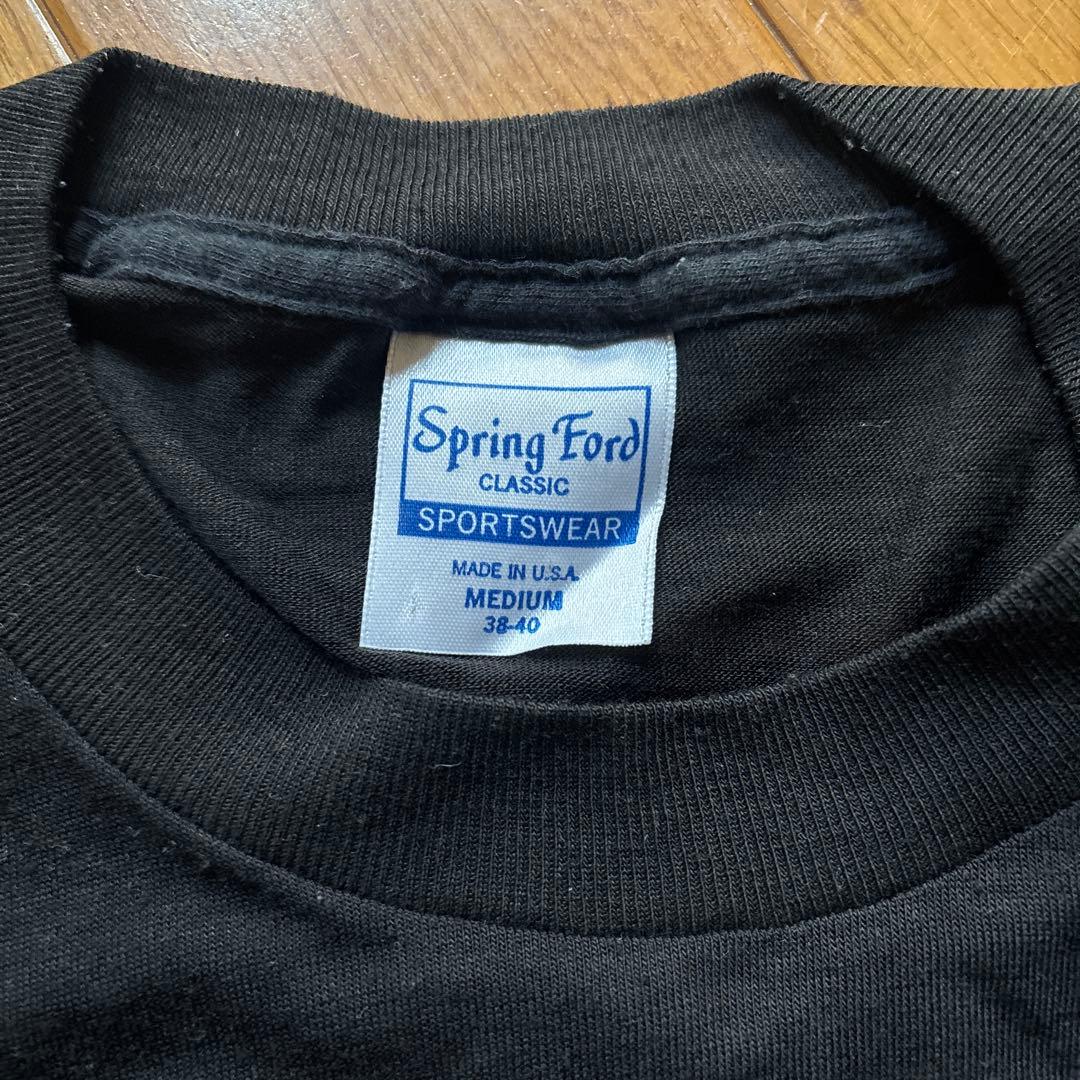 Spring Ford
CLASSIC
SPORTSWEAR
MADE IN U.S.A.
MEDIUM
38-40